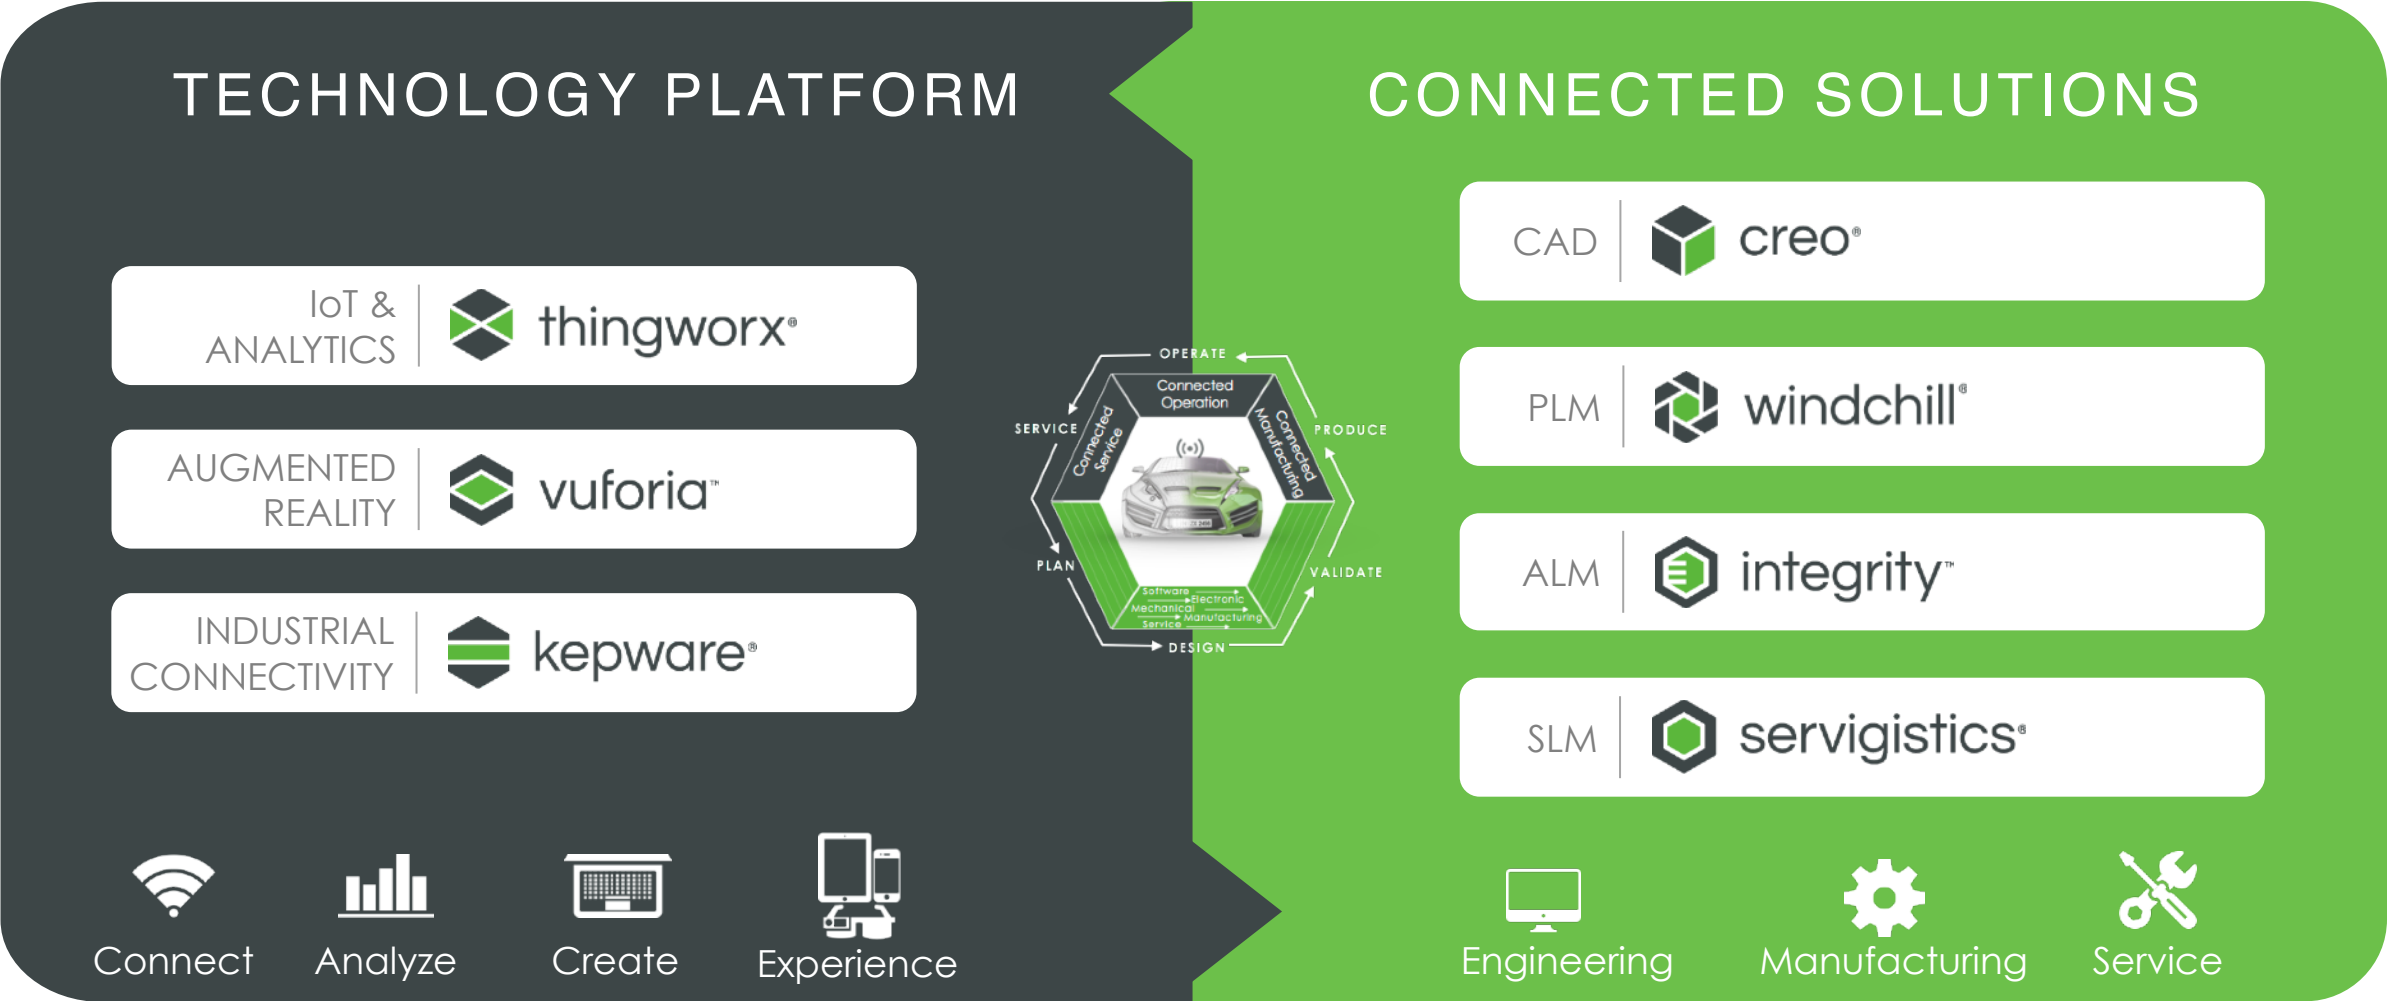 TECHNOLOGY PLATFORM
CONNECTED SOLUTIONS
IoT &
ANALYTICS
thingworx®
AUGMENTED
REALITY
vuforia™
INDUSTRIAL
CONNECTIVITY
kepware®
OPERATE
Connected
Operation
SERVICE
Connected
Service
Connected
Manufacturing
PRODUCE
PLAN
VALIDATE
Software
Electronic
Mechanical
Manufacturing
Service
DESIGN
CAD
creo®
PLM
windchill®
ALM
integrity™
SLM
servigistics®
Connect
Analyze
Create
Experience
Engineering
Manufacturing
Service